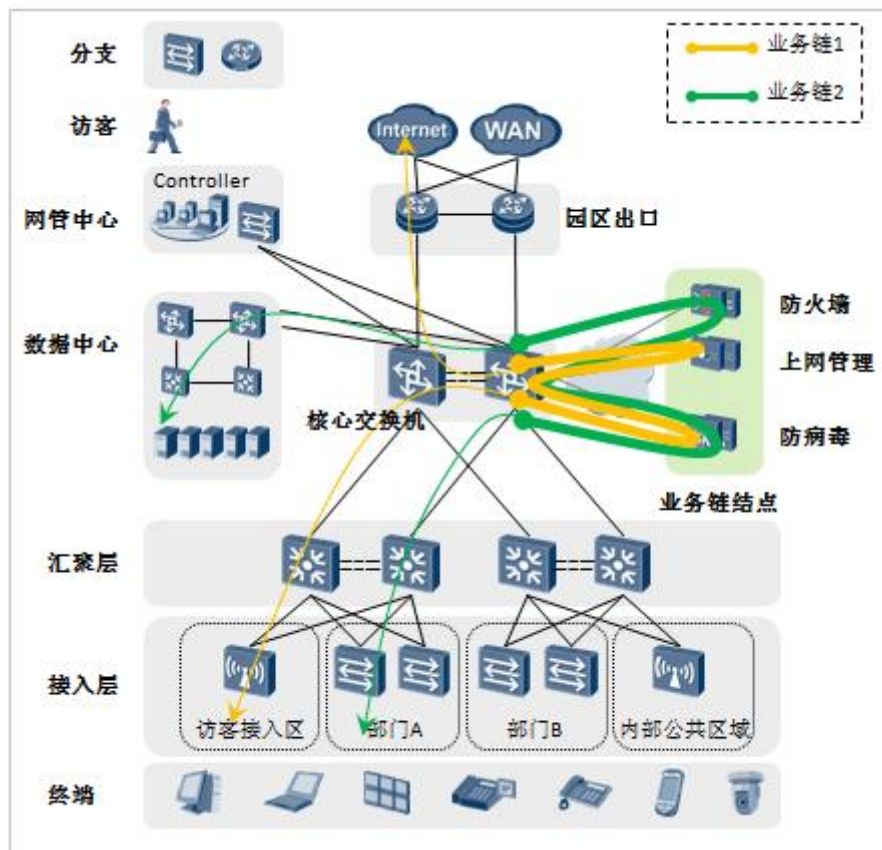 分支
业务链1
业务链2
访客
Internet
WAN
Controller
网管中心
园区出口
防火墙
数据中心
上网管理
核心交换机
防病毒
业务链结点
汇聚层
接入层
访客接入区
部门A
部门B
内部公共区域
终端